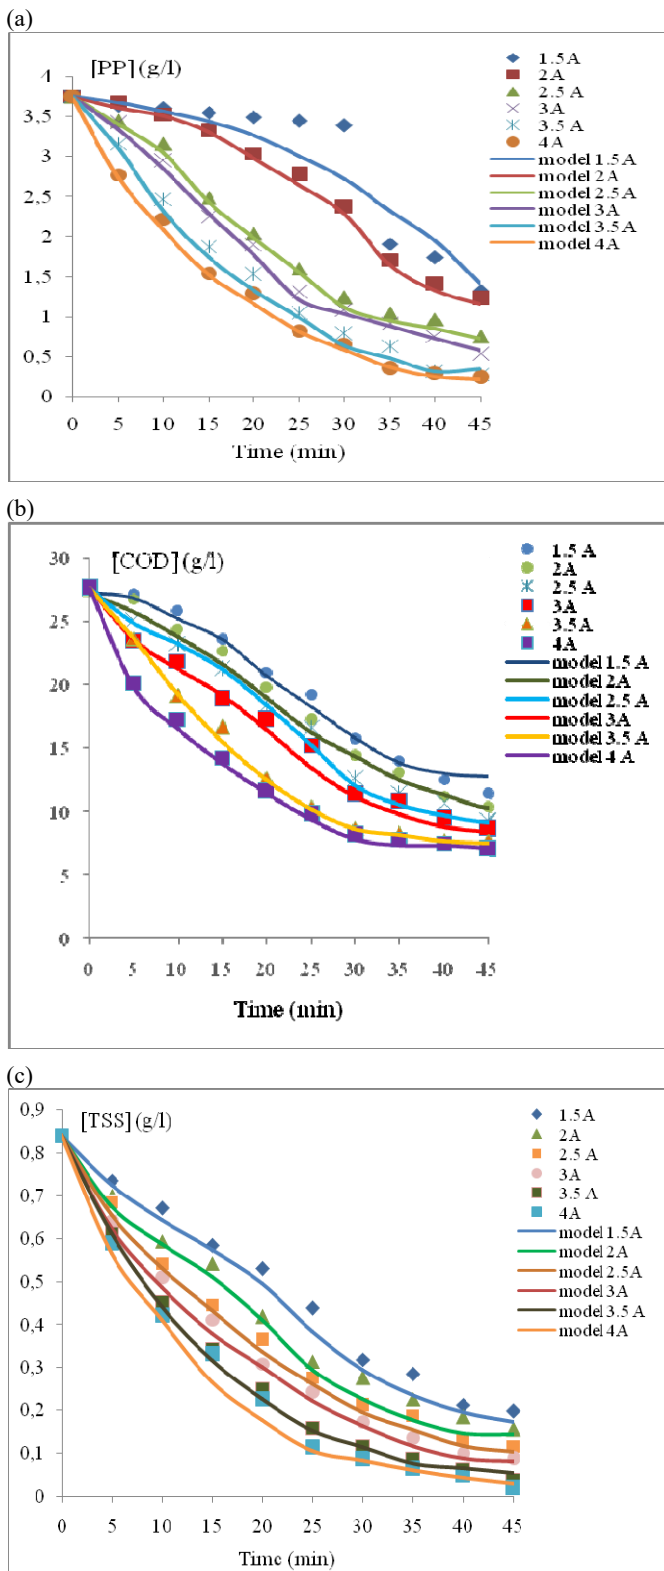 (a)
[PP] (g/l)
4
3,5
3
2,5
2
1,5
1
0,5
0
0 5 10 15 20 25 30 35 40 45
Time (min)
1.5 A
2A
2.5 A
3A
3.5 A
4A
model 1.5A
model 2A
model 2.5A
model 3A
model 3.5A
model 4A
(b)
[COD] (g/l)
30
25
20
15
10
5
0
0 5 10 15 20 25 30 35 40 45
Time (min)
1.5 A
2A
2.5 A
3A
3.5A
4A
model 1.5A
model 2A
model 2.5A
model 3A
model 3.5A
model 4 A
(c)
[TSS] (g/l)
0,9
0,8
0,7
0,6
0,5
0,4
0,3
0,2
0,1
0
0 5 10 15 20 25 30 35 40 45
Time (min)
1.5 A
2A
2.5 A
3A
3.5 A
4A
model 1.5A
model 2A
model 2.5A
model 3A
model 3.5 A
model 4A